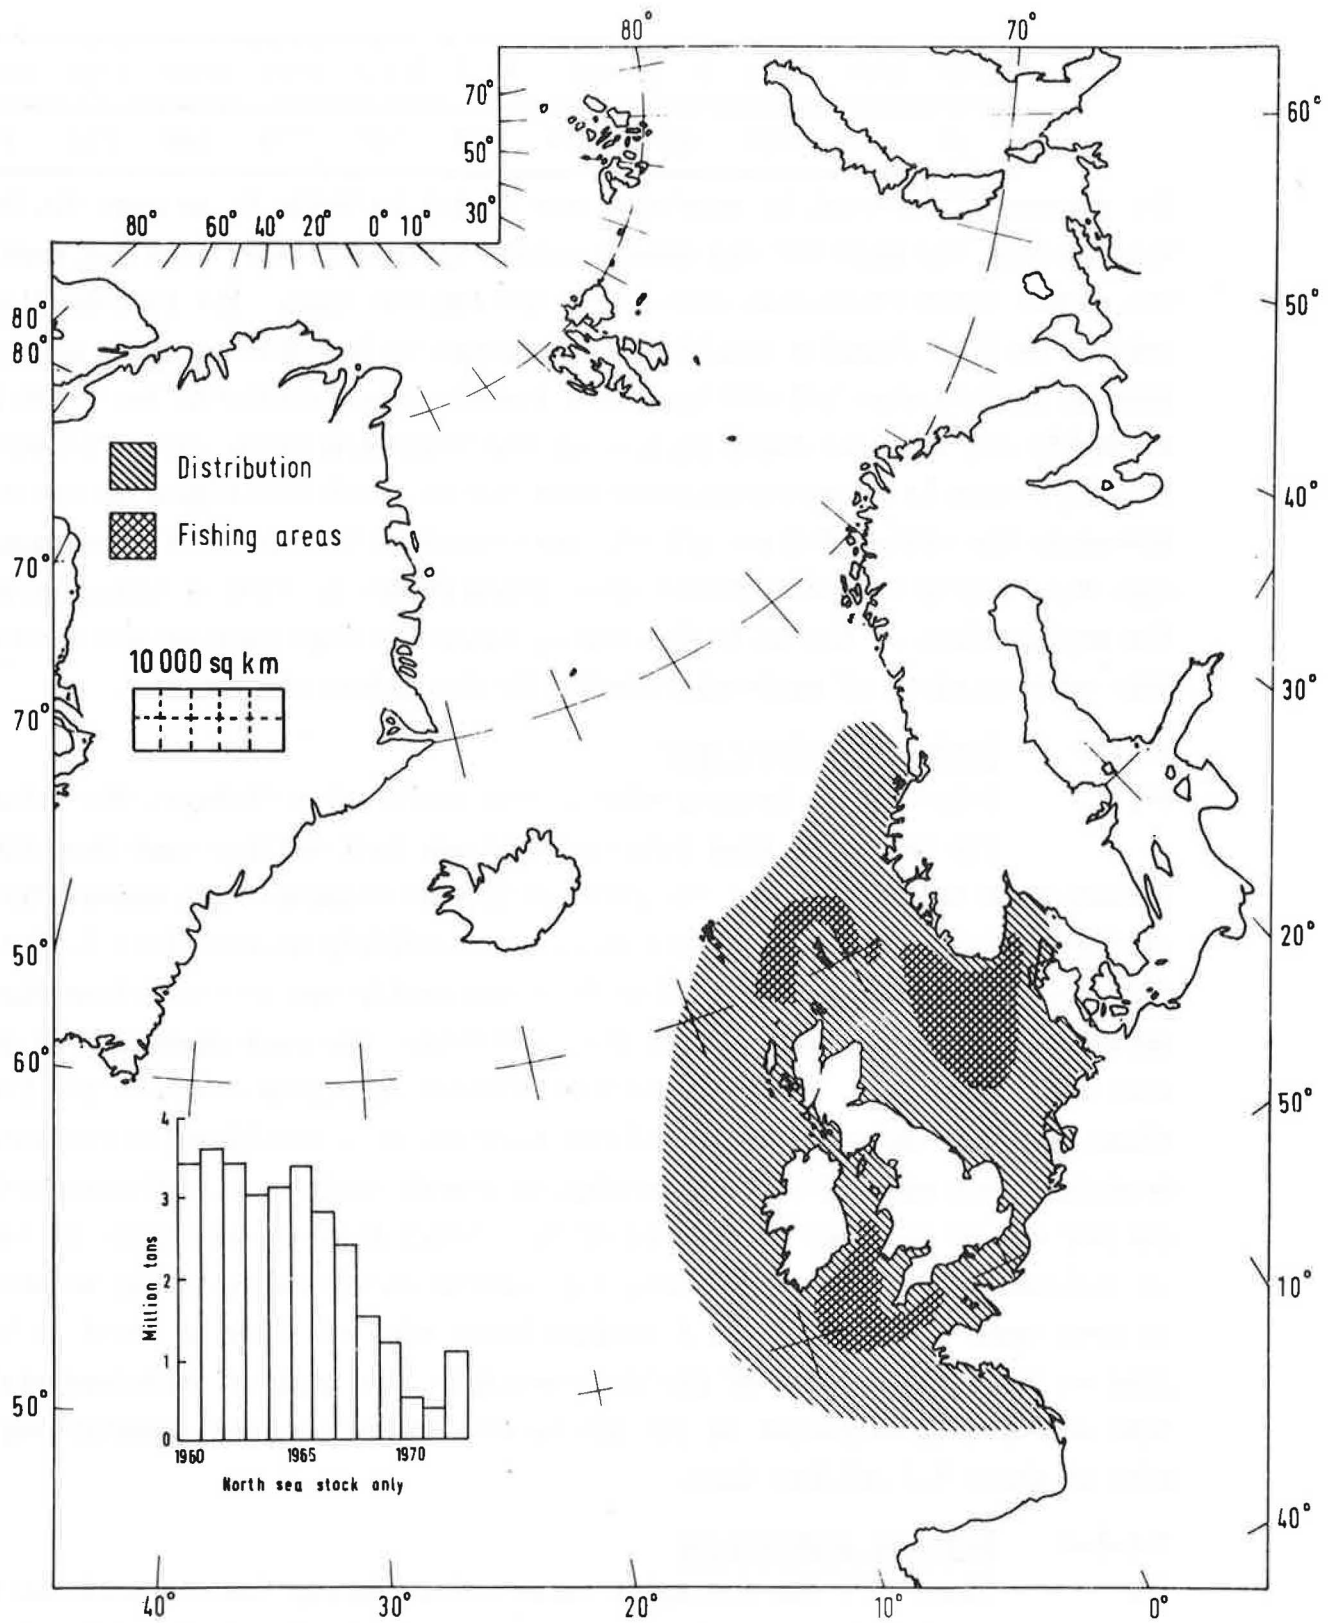 80° 70°
70° 60°
50°
30°
80° 60° 40° 20° 0° 10°
80° 50°
80°
Distribution
40°
Fishing areas
70°
10 000 sq km
30°
70°
50° 20°
60°
50°
4
3
2
1
0
Million tons
10°
50°
1960 1965 1970
North sea stock only
40°
40° 30° 20° 10° 0°